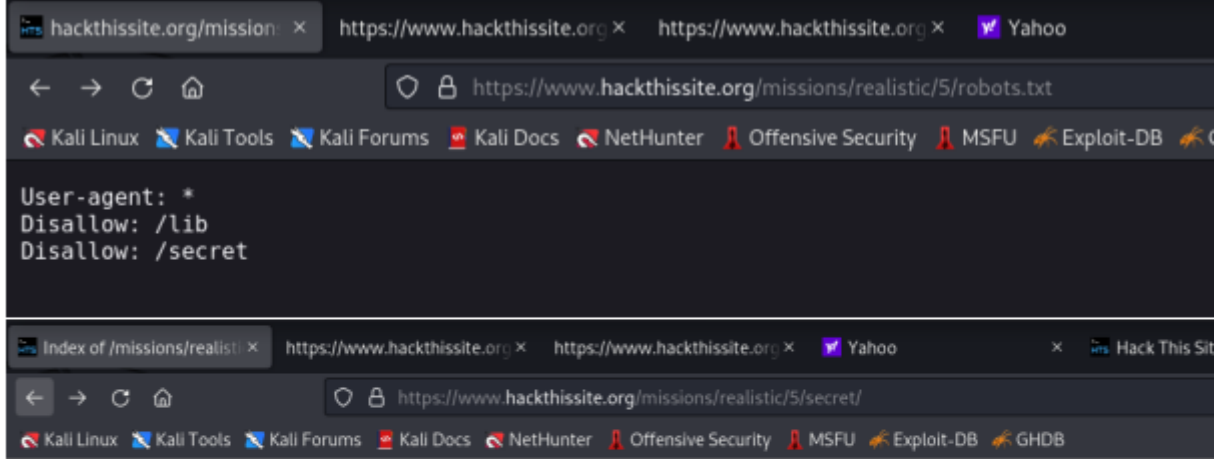 hackthissite.org/mission × https://www.hackthissite.org × https://www.hackthissite.org × Yahoo
https://www.hackthissite.org/missions/realistic/5/robots.txt
Kali Linux Kali Tools Kali Forums Kali Docs NetHunter Offensive Security MSFU Exploit-DB G
User-agent: *
Disallow: /lib
Disallow: /secret
Index of /missions/realisti × https://www.hackthissite.org × https://www.hackthissite.org × Yahoo × Hack This Sit
https://www.hackthissite.org/missions/realistic/5/secret/
Kali Linux Kali Tools Kali Forums Kali Docs NetHunter Offensive Security MSFU Exploit-DB GHDB